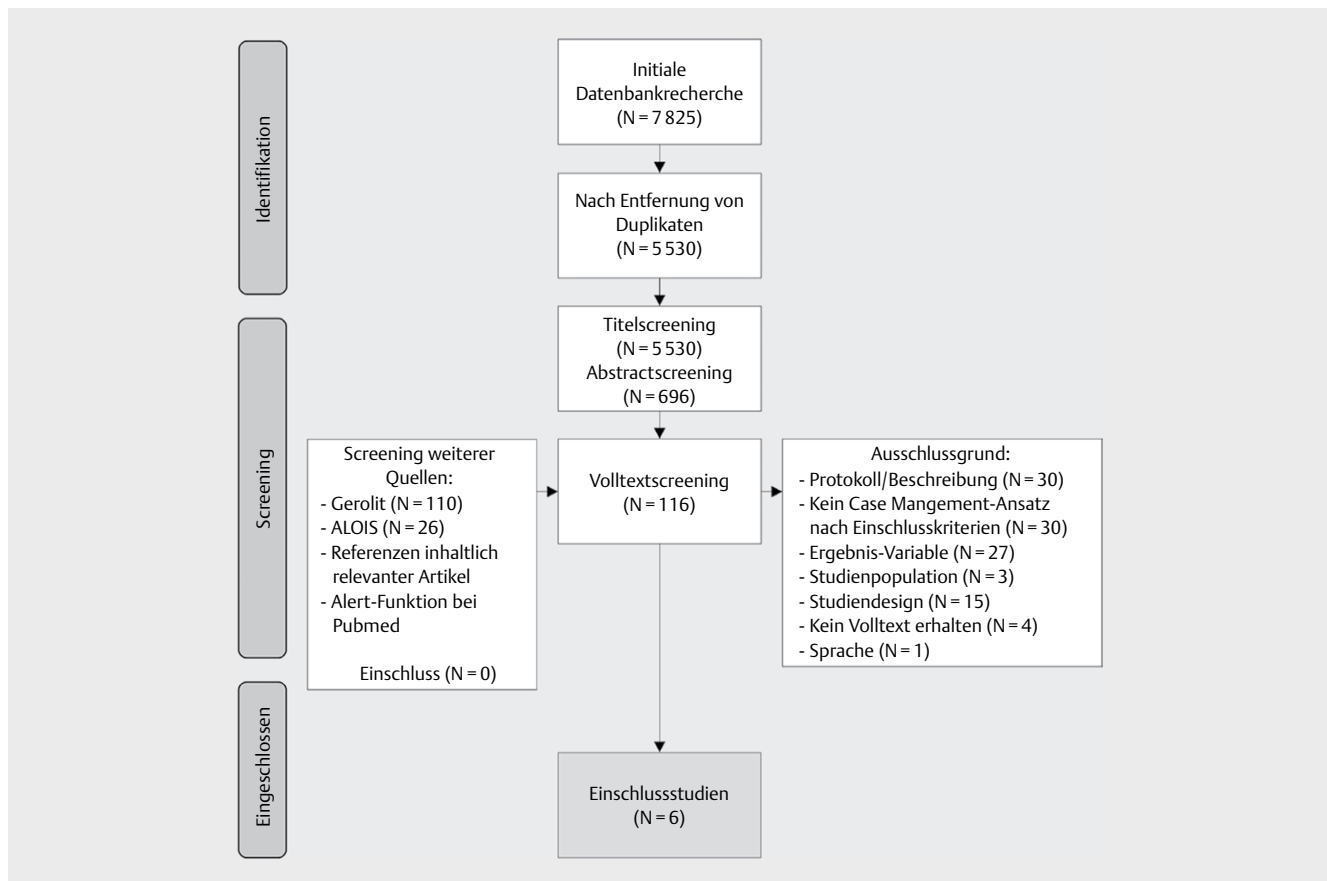 Identifikation
Initiale
Datenbankrecherche
(N = 7 825)
Nach Entfernung von
Duplikaten
(N = 5 530)
Screening
Titelscreening
(N = 5 530)
Abstractscreening
(N = 696)
Screening weiterer
Quellen:
- Gerolit (N = 110)
- ALOIS (N = 26)
- Referenzen inhaltlich
relevanter Artikel
- Alert-Funktion bei
Pubmed
Einschluss (N = 0)
Volltextscreening
(N = 116)
Ausschlussgrund:
- Protokoll/Beschreibung (N = 30)
- Kein Case Mangement-Ansatz
nach Einschlusskriterien (N = 30)
- Ergebnis-Variable (N = 27)
- Studienpopulation (N = 3)
- Studiendesign (N = 15)
- Kein Volltext erhalten (N = 4)
- Sprache (N = 1)
Eingeschlossen
Einschlussstudien
(N = 6)